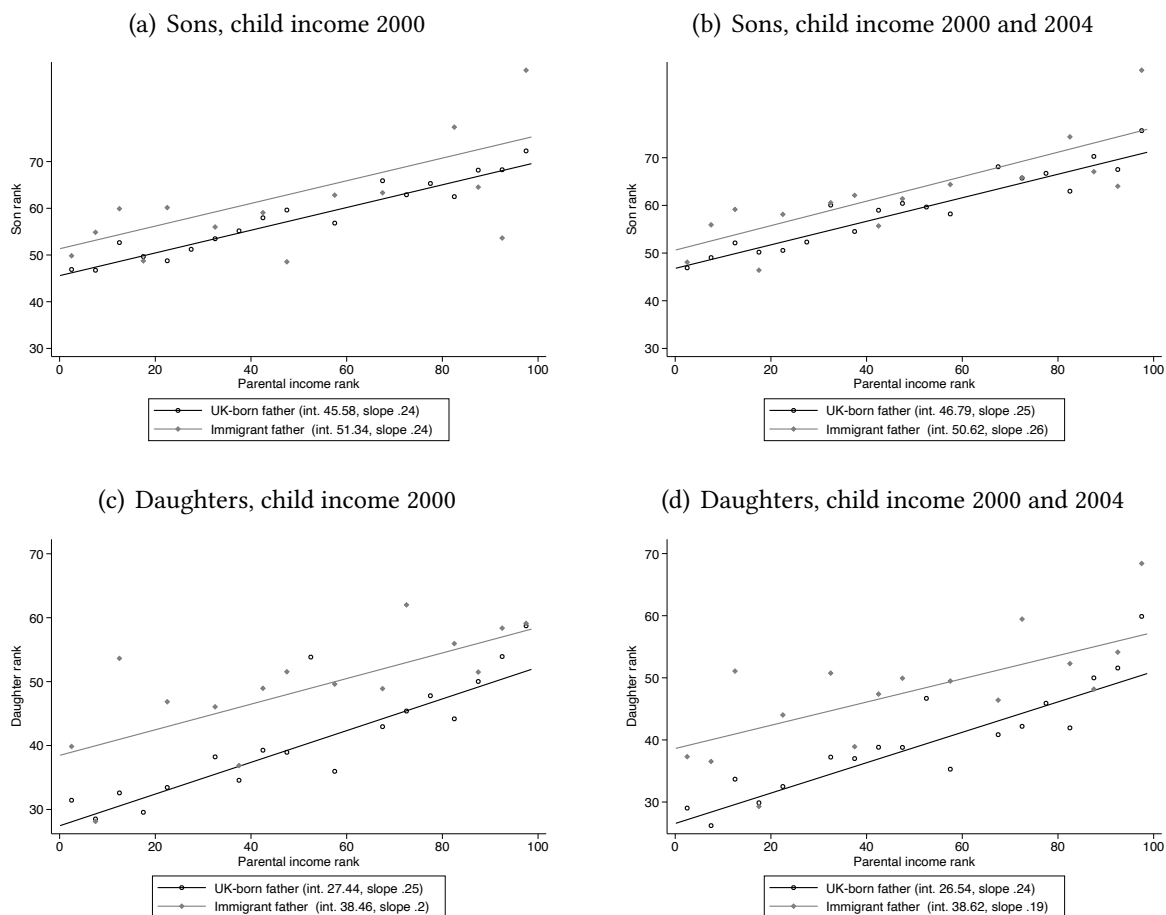 (a) Sons, child income 2000
(b) Sons, child income 2000 and 2004
70
60
50
40
30
Son rank
0 20 40 60 80 100
Parental income rank
UK-born father (int. 45.58, slope .24)
Immigrant father (int. 51.34, slope .24)
70
60
50
40
30
Son rank
0 20 40 60 80 100
Parental income rank
UK-born father (int. 46.79, slope .25)
Immigrant father (int. 50.62, slope .26)
(c) Daughters, child income 2000
(d) Daughters, child income 2000 and 2004
70
60
50
40
30
Daughter rank
0 20 40 60 80 100
Parental income rank
UK-born father (int. 27.44, slope .25)
Immigrant father (int. 38.46, slope .2)
70
60
50
40
30
Daughter rank
0 20 40 60 80 100
Parental income rank
UK-born father (int. 26.54, slope .24)
Immigrant father (int. 38.62, slope .19)